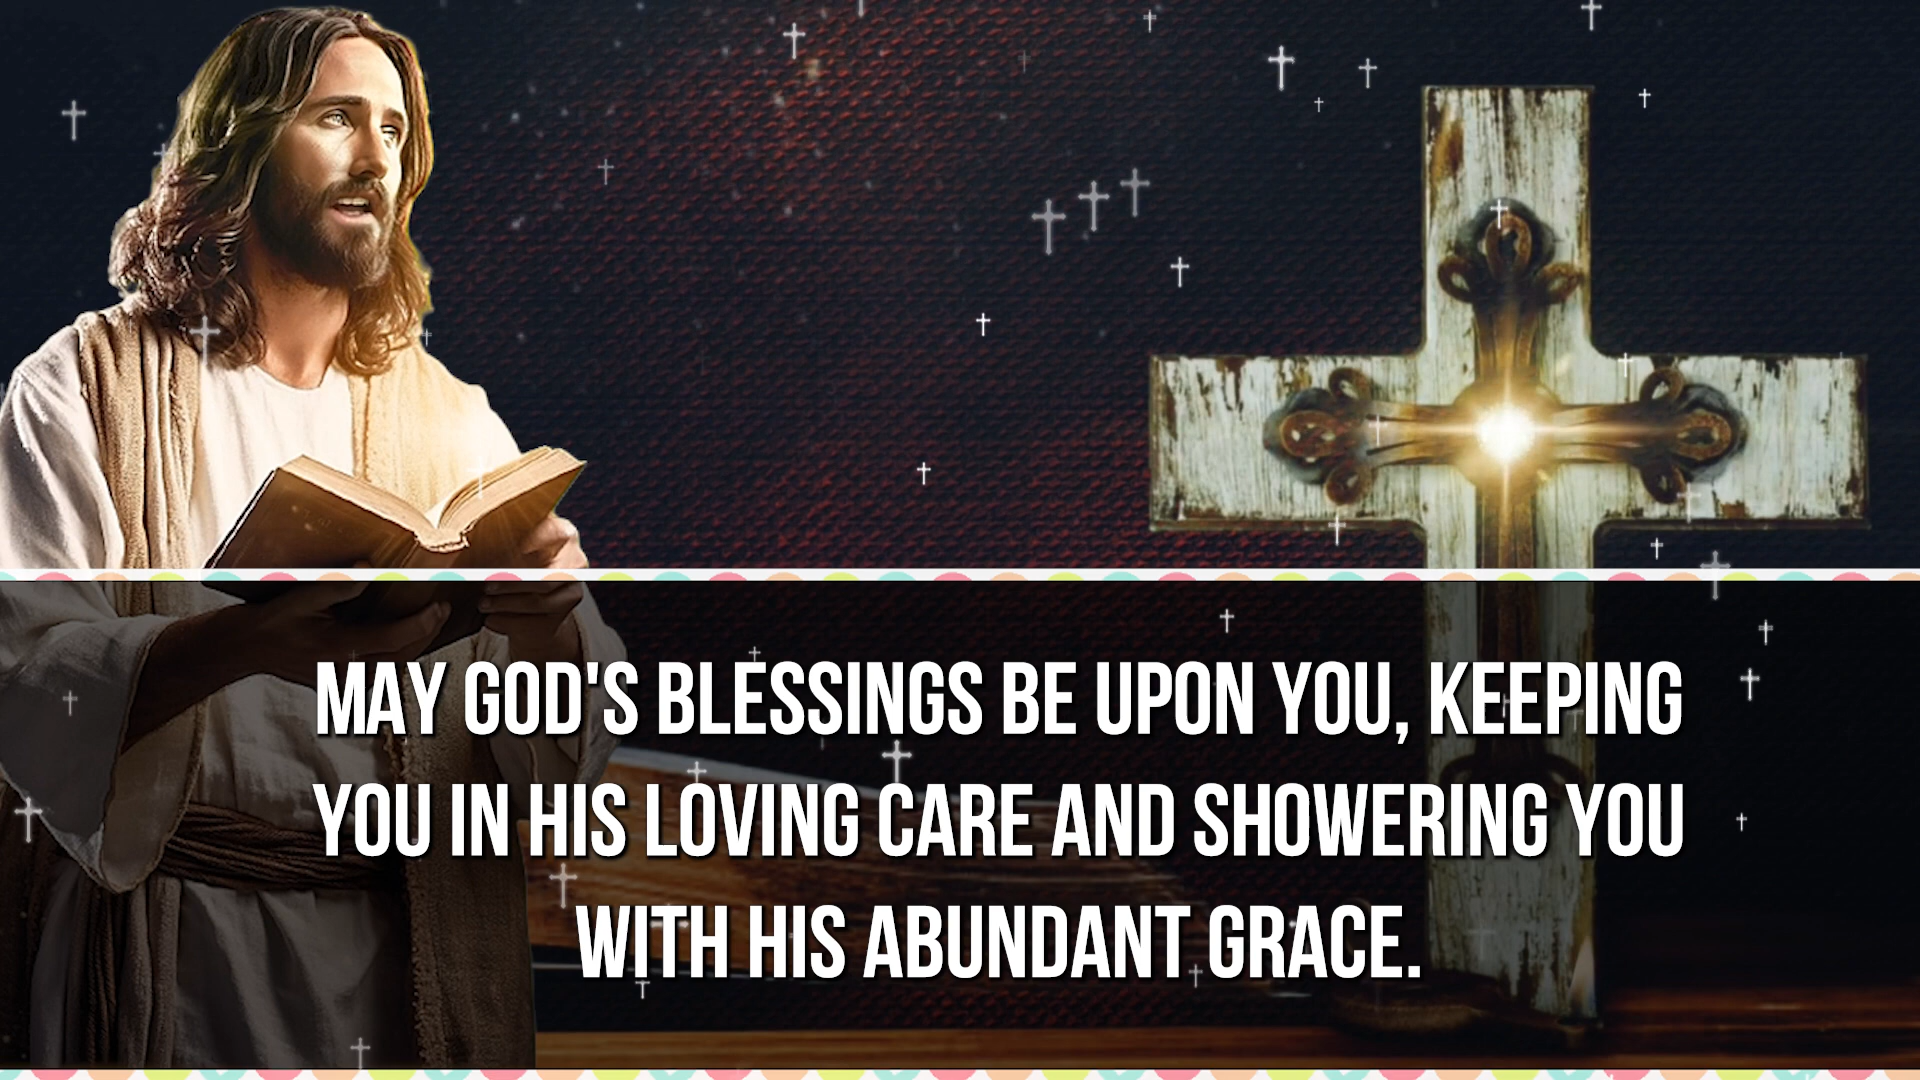 MAY GOD'S BLESSINGS BE UPON YOU, KEEPING
YOU IN HIS LOVING CARE AND SHOWERING YOU
WITH HIS ABUNDANT GRACE.